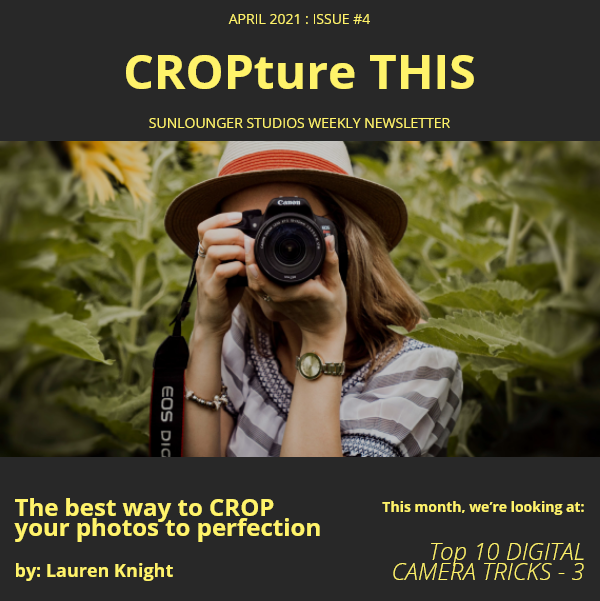 APRIL 2021 : ISSUE #4
CROPture THIS
SUNLOUNGER STUDIOS WEEKLY NEWSLETTER
Canon
EOS DIG
The best way to CROP
your photos to perfection
by: Lauren Knight
This month, we’re looking at:
Top 10 DIGITAL
CAMERA TRICKS - 3